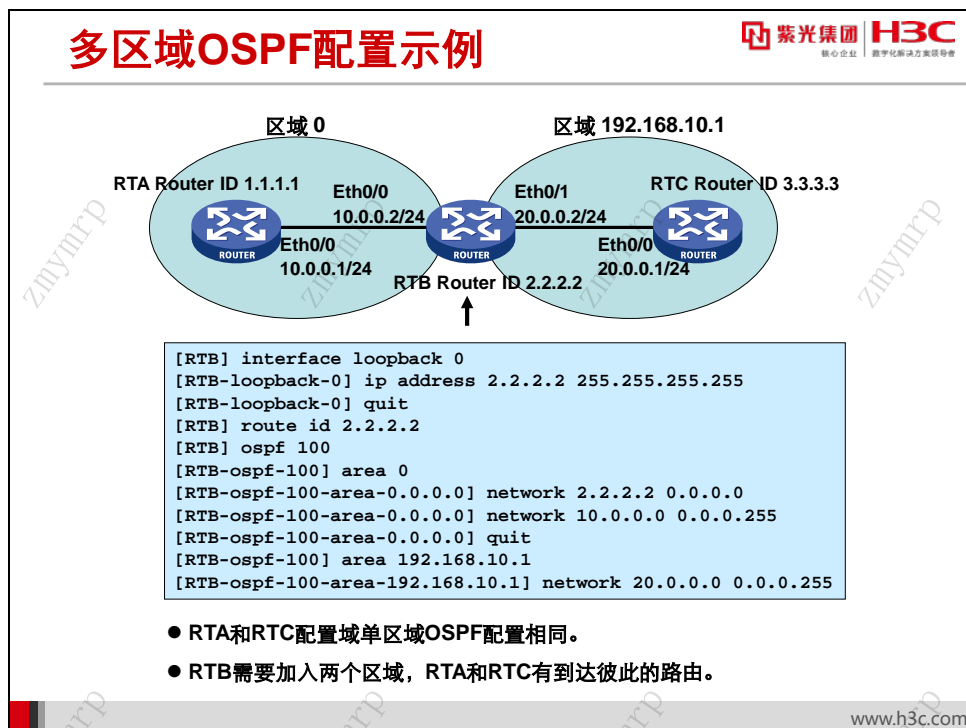 多区域OSPF配置示例
紫光集团 H3C
核心企业 数字化解决方案领导者
区域 0
区域 192.168.10.1
RTA Router ID 1.1.1.1
Eth0/0
10.0.0.2/24
Eth0/1
20.0.0.2/24
RTC Router ID 3.3.3.3
ROUTER
Eth0/0
10.0.0.1/24
ROUTER
Eth0/0
20.0.0.1/24
ROUTER
RTB Router ID 2.2.2.2
[RTB] interface loopback 0
[RTB-loopback-0] ip address 2.2.2.2 255.255.255.255
[RTB-loopback-0] quit
[RTB] route id 2.2.2.2
[RTB] ospf 100
[RTB-ospf-100] area 0
[RTB-ospf-100-area-0.0.0.0] network 2.2.2.2 0.0.0.0
[RTB-ospf-100-area-0.0.0.0] network 10.0.0.0 0.0.0.255
[RTB-ospf-100-area-0.0.0.0] quit
[RTB-ospf-100] area 192.168.10.1
[RTB-ospf-100-area-192.168.10.1] network 20.0.0.0 0.0.0.255
● RTA和RTC配置域单区域OSPF配置相同。
● RTB需要加入两个区域，RTA和RTC有到达彼此的路由。
www.h3c.com
zmymrp
zmymrp
zmymrp
zmymrp